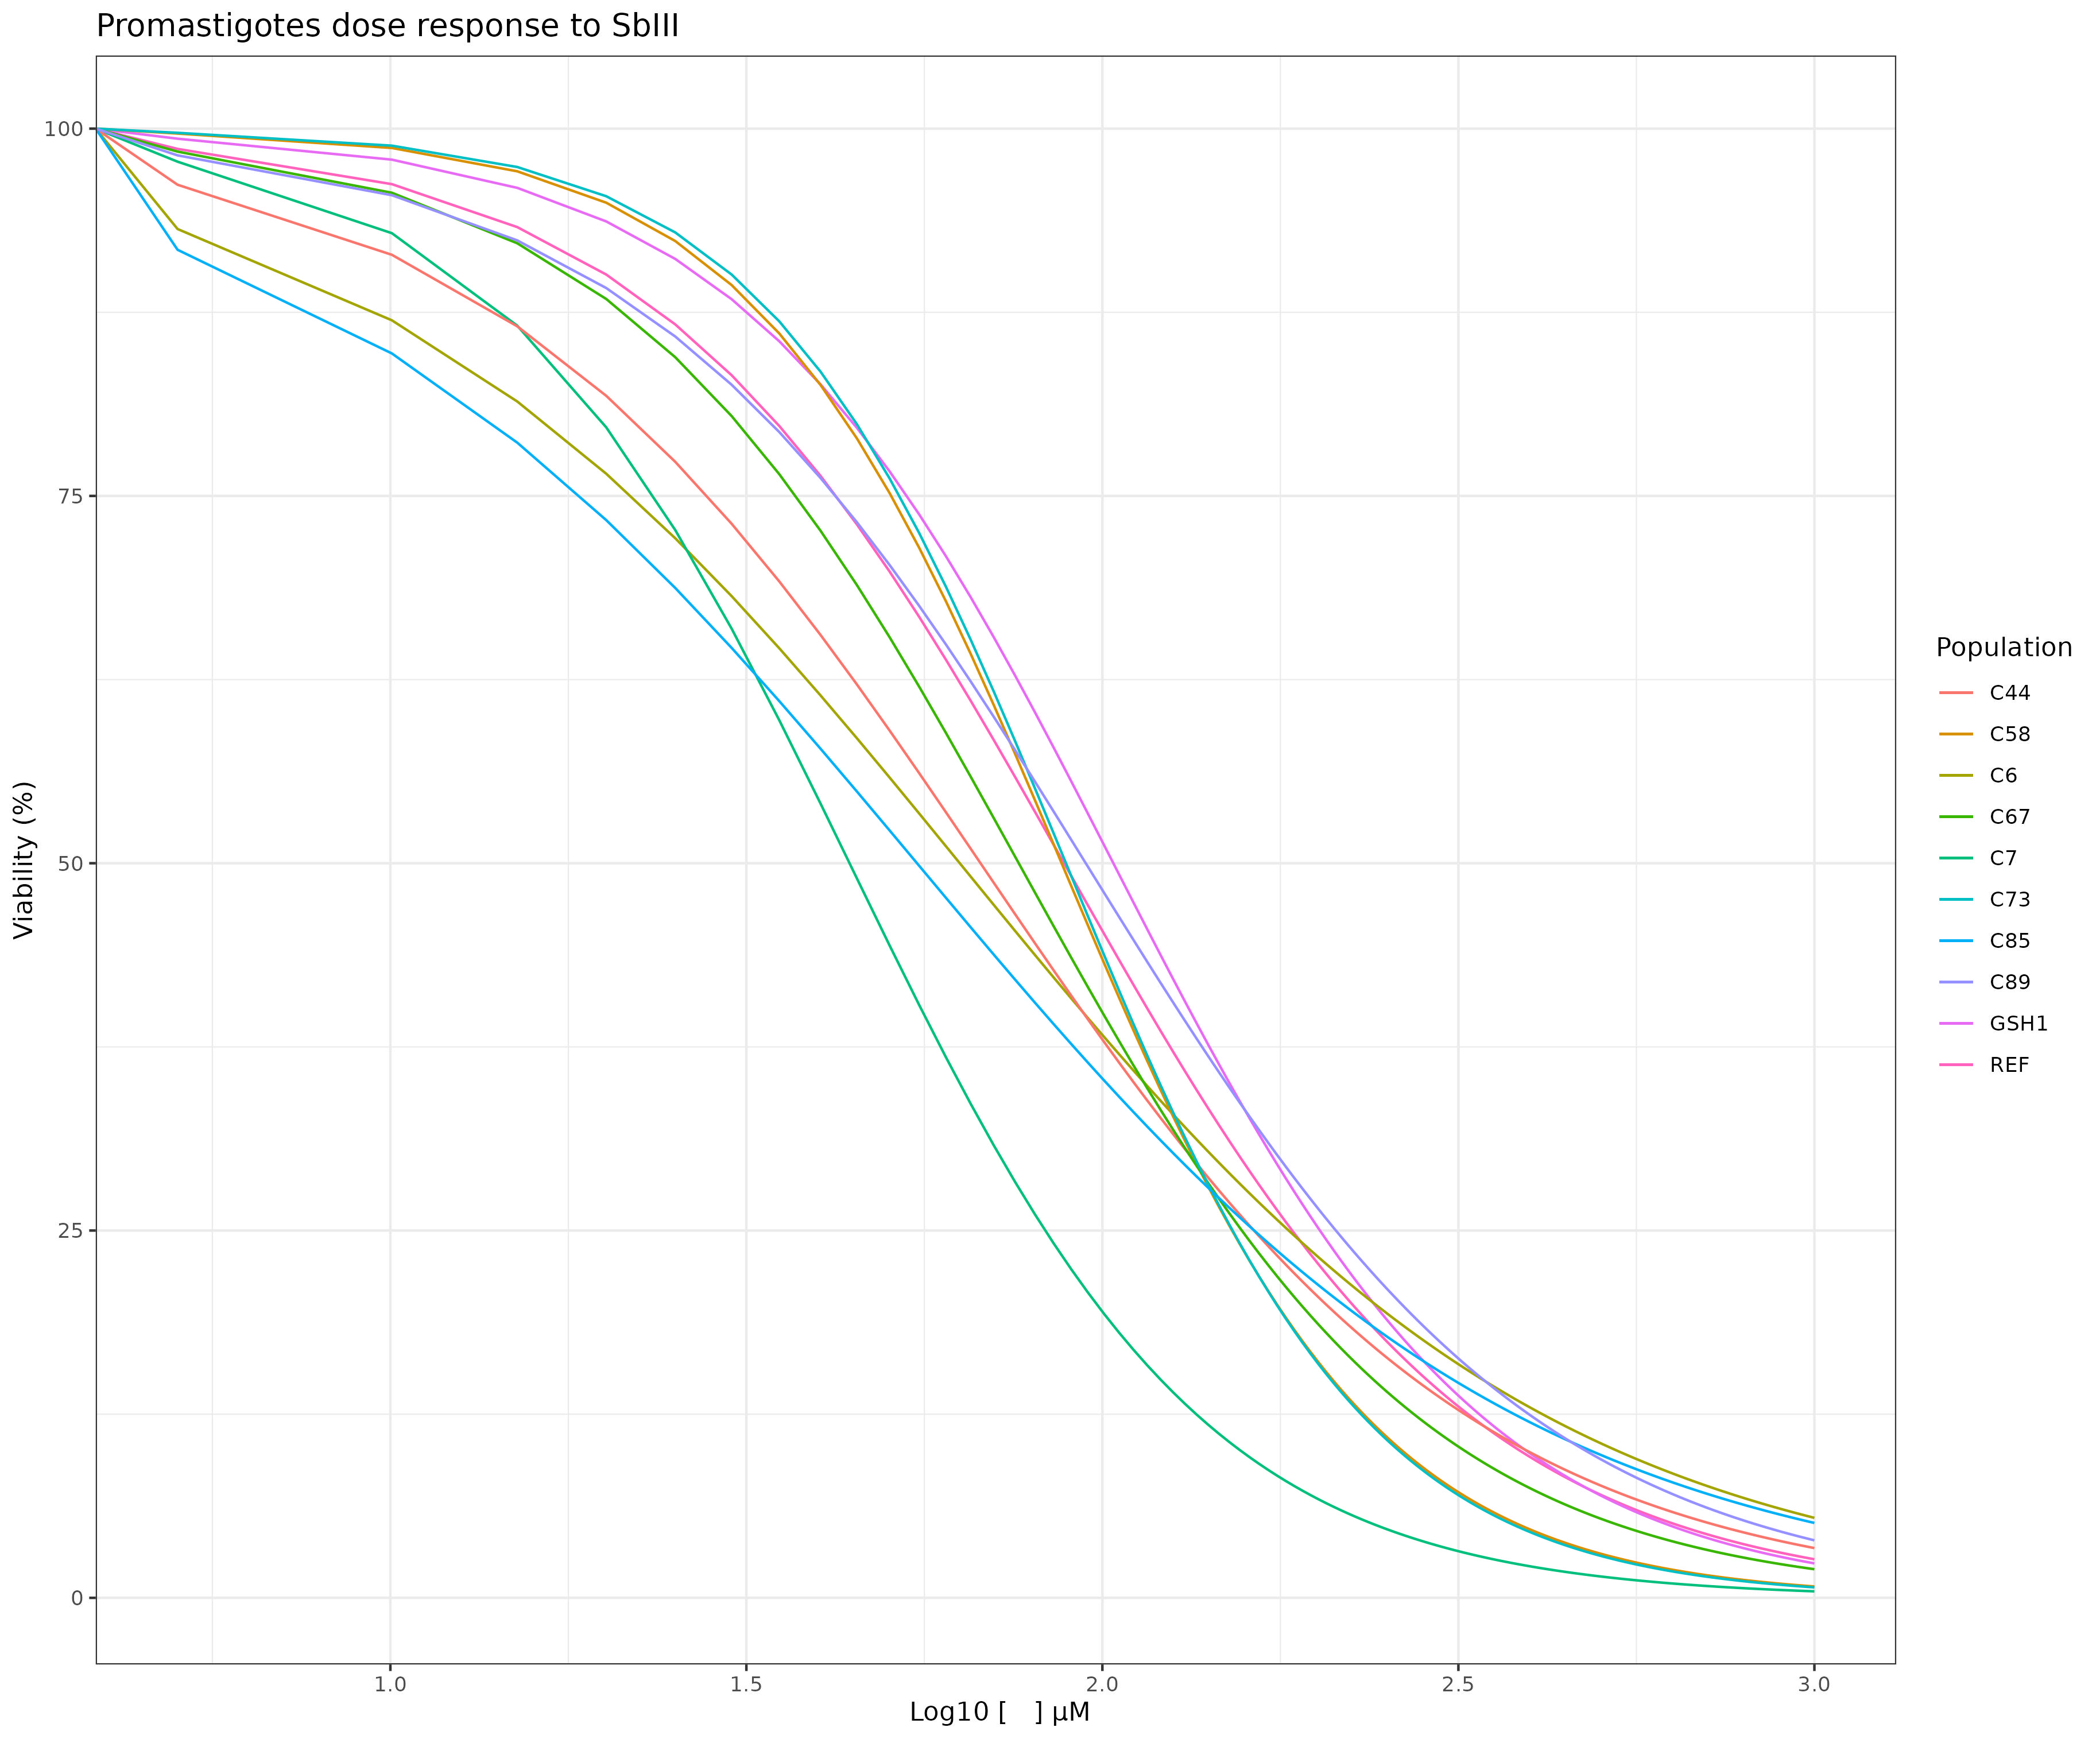 Promastigotes dose response to SbIII
100
75
50
25
0
Viability (%)
1.0 1.5 2.0 2.5 3.0
Log10 [ ] µM
Population
C44
C58
C6
C67
C7
C73
C85
C89
GSH1
REF